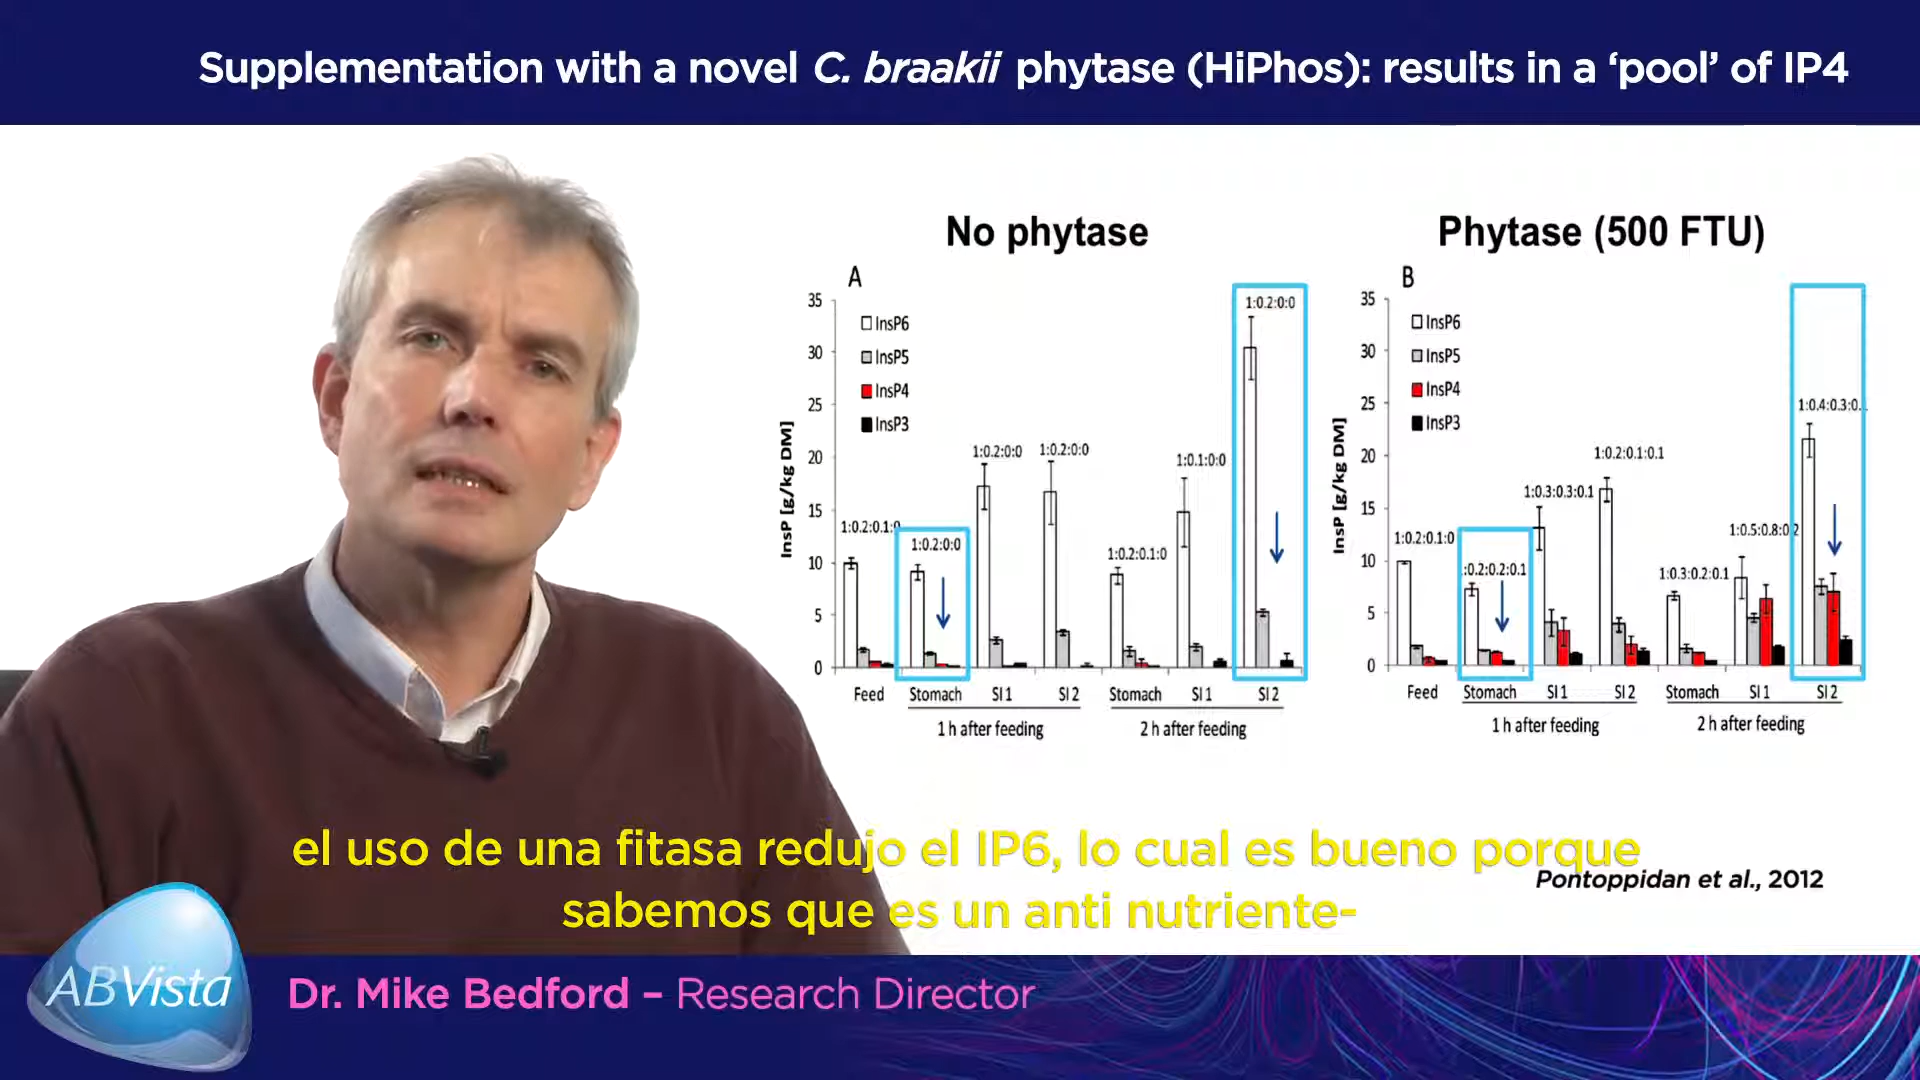 Supplementation with a novel C. braakii phytase (HiPhos): results in a ‘pool’ of IP4
No phytase
A
35
30
25
20
15
10
5
0
InsP [g/kg DM]
InsP6
InsP5
InsP4
InsP3
1:0.2:0.1:0
1:0.2:0:0
1:0.2:0:0
1:0.2:0:0
1:0.2:0.1:0
1:0.1:0:0
1:0.2:0:0
Feed
Stomach
SI 1
SI 2
Stomach
SI 1
SI 2
1 h after feeding
2 h after feeding
Phytase (500 FTU)
B
35
30
25
20
15
10
5
0
InsP [g/kg DM]
InsP6
InsP5
InsP4
InsP3
1:0.2:0.1:0
:0.2:0.2:0.1
1:0.3:0.3:0.1
1:0.2:0.1:0.1
1:0.3:0.2:0.1
1:0.5:0.8:0.2
1:0.4:0.3:0.
Feed
Stomach
SI 1
SI 2
Stomach
SI 1
SI 2
1 h after feeding
2 h after feeding
el uso de una fitasa redujo el IP6, lo cual es bueno porque
Pontoppidan et al., 2012
sabemos que es un anti nutriente-
ABVista
Dr. Mike Bedford – Research Director